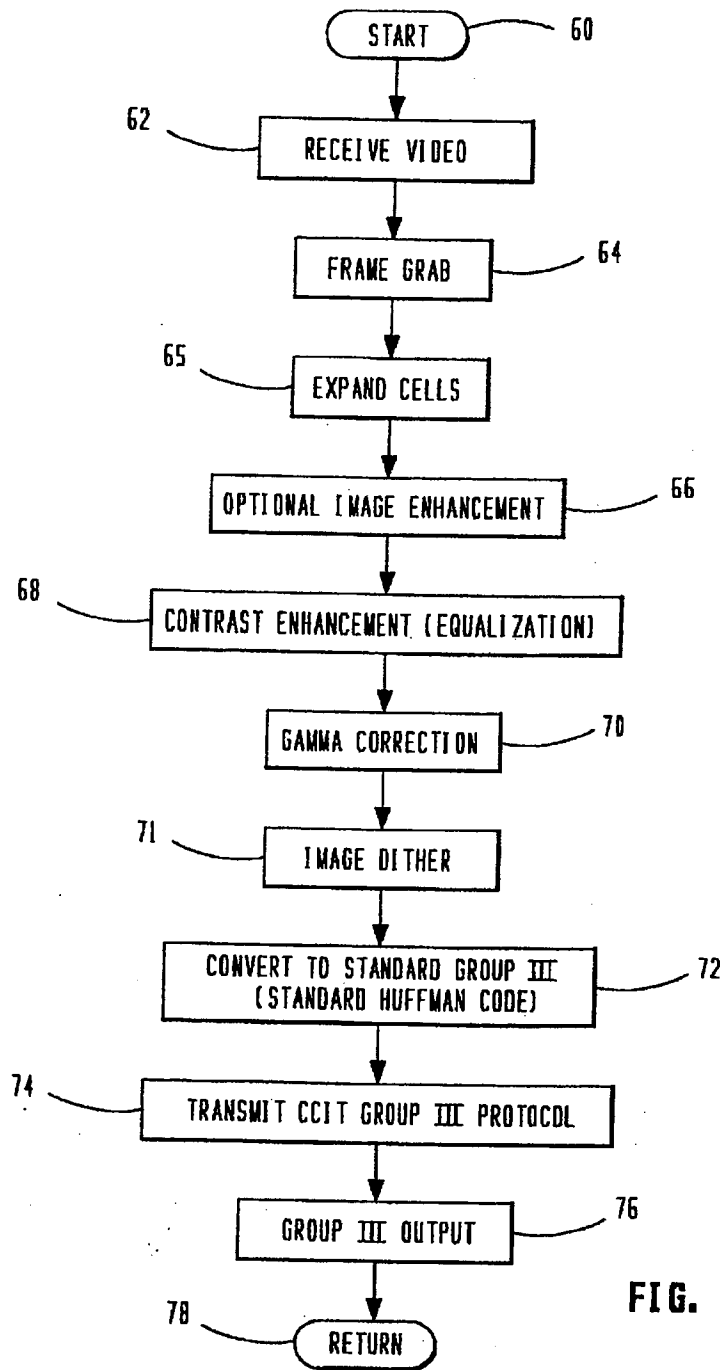 START
60
62
RECEIVE VIDEO
FRAME GRAB
64
65
EXPAND CELLS
OPTIONAL IMAGE ENHANCEMENT
66
68
CONTRAST ENHANCEMENT (EQUALIZATION)
GAMMA CORRECTION
70
71
IMAGE DITHER
CONVERT TO STANDARD GROUP III
(STANDARD HUFFMAN CODE)
72
74
TRANSMIT CCIT GROUP III PROTOCOL
GROUP III OUTPUT
76
78
RETURN
FIG.